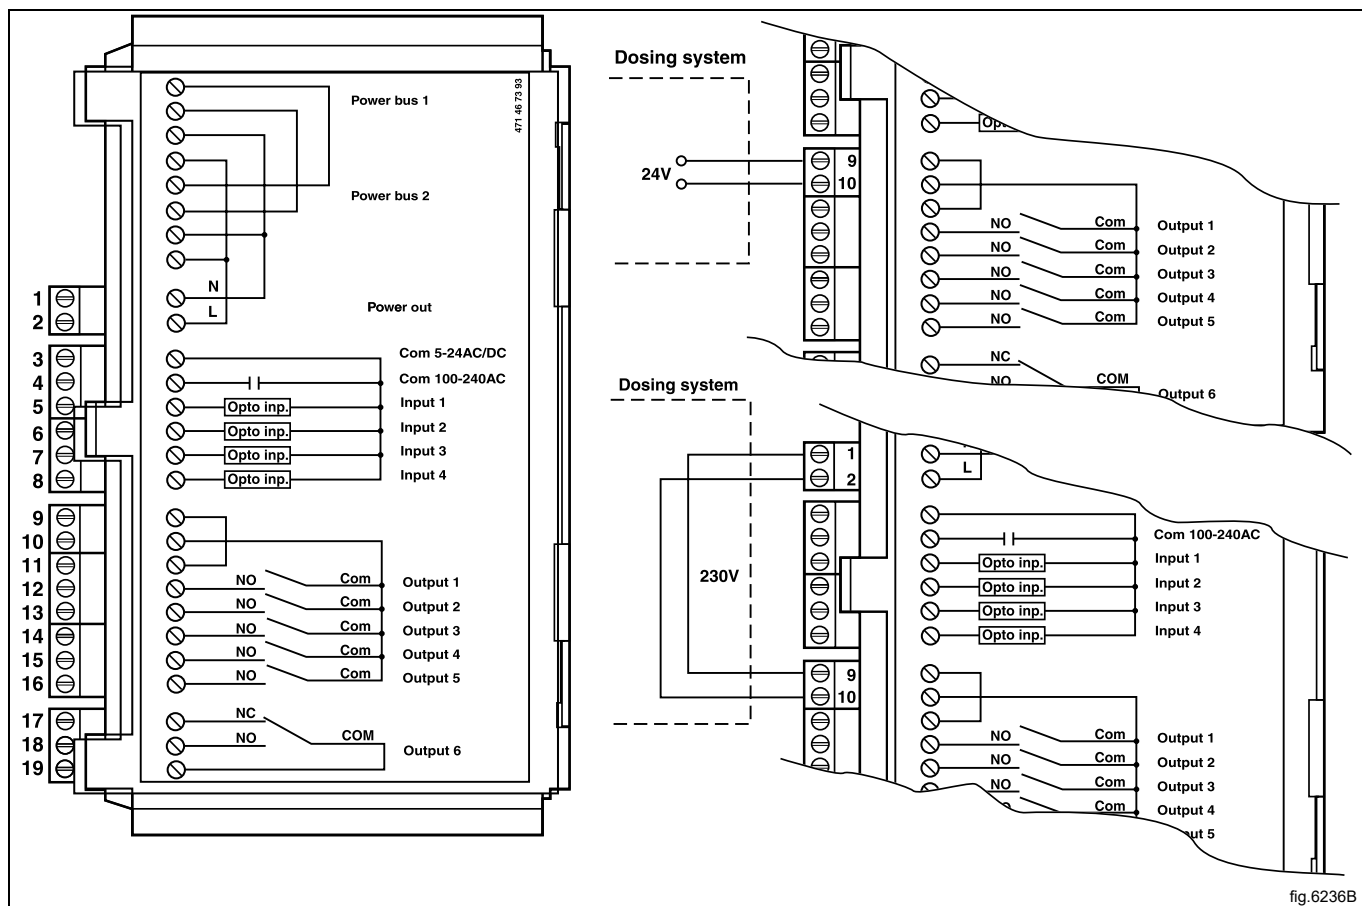 471 46 73 93
Power bus 1
Power bus 2
N
L
Power out
1
2
3
4
5
6
7
8
9
10
11
12
13
14
15
16
17
18
19
Com 5-24AC/DC
Com 100-240AC
Opto inp. Input 1
Opto inp. Input 2
Opto inp. Input 3
Opto inp. Input 4
NO Com Output 1
NO Com Output 2
NO Com Output 3
NO Com Output 4
NO Com Output 5
NC
NO COM Output 6
Dosing system
24V
9
10
NO Com Output 1
NO Com Output 2
NO Com Output 3
NO Com Output 4
NO Com Output 5
NC
NO COM Output 6
Dosing system
230V
1
2
L
Com 100-240AC
Opto inp. Input 1
Opto inp. Input 2
Opto inp. Input 3
Opto inp. Input 4
9
10
NO Com Output 1
NO Com Output 2
NO Com Output 3
Com Output 4
fig.6236B